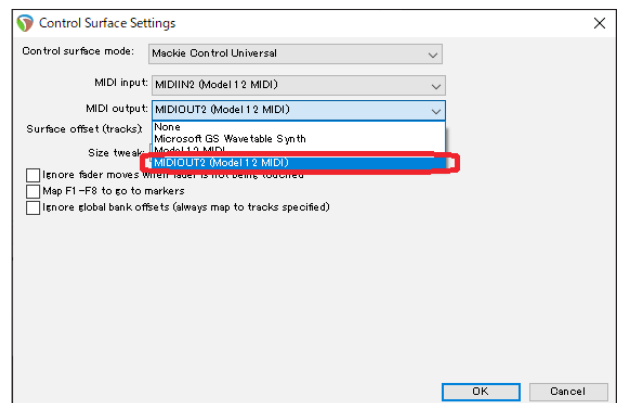 Control Surface Settings
Control surface mode: Mackie Control Universal
MIDI input: MIDIIN2 (Model 12 MIDI)
MIDI output: MIDIOUT2 (Model 12 MIDI)
Surface offset (tracks) None
Microsoft GS Wavetable Synth
Size tweak: Model 12 MIDI
MIDIOUT2 (Model 12 MIDI)
Ignore fader moves when fader is not being touched
Map F1-F8 to go to markers
Ignore global bank offsets (always map to tracks specified)
OK Cancel